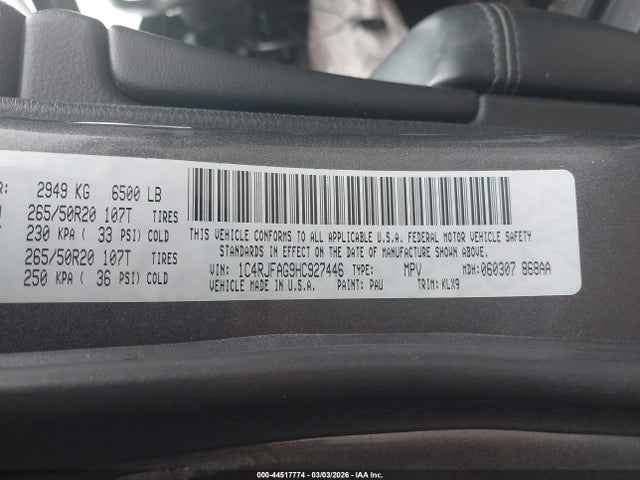 R: 2949 KG 6500 LB
265/50R20 107T TIRES
230 KPA ( 33 PSI) COLD
265/50R20 107T TIRES
250 KPA ( 36 PSI) COLD
THIS VEHICLE CONFORMS TO ALL APPLICABLE U.S.A. FEDERAL MOTOR VEHICLE SAFETY
STANDARDS IN EFFECT ON THE DATE OF MANUFACTURE SHOWN ABOVE.
VIN: 1C4RJFAG9HC927446 TYPE: MPV MDH: 060307 868AA
VEHICLE MADE IN U.S.A. PAINT: PAU TRIM: KLX9
000-44517774 | 03/03/2026 | IAA Inc.